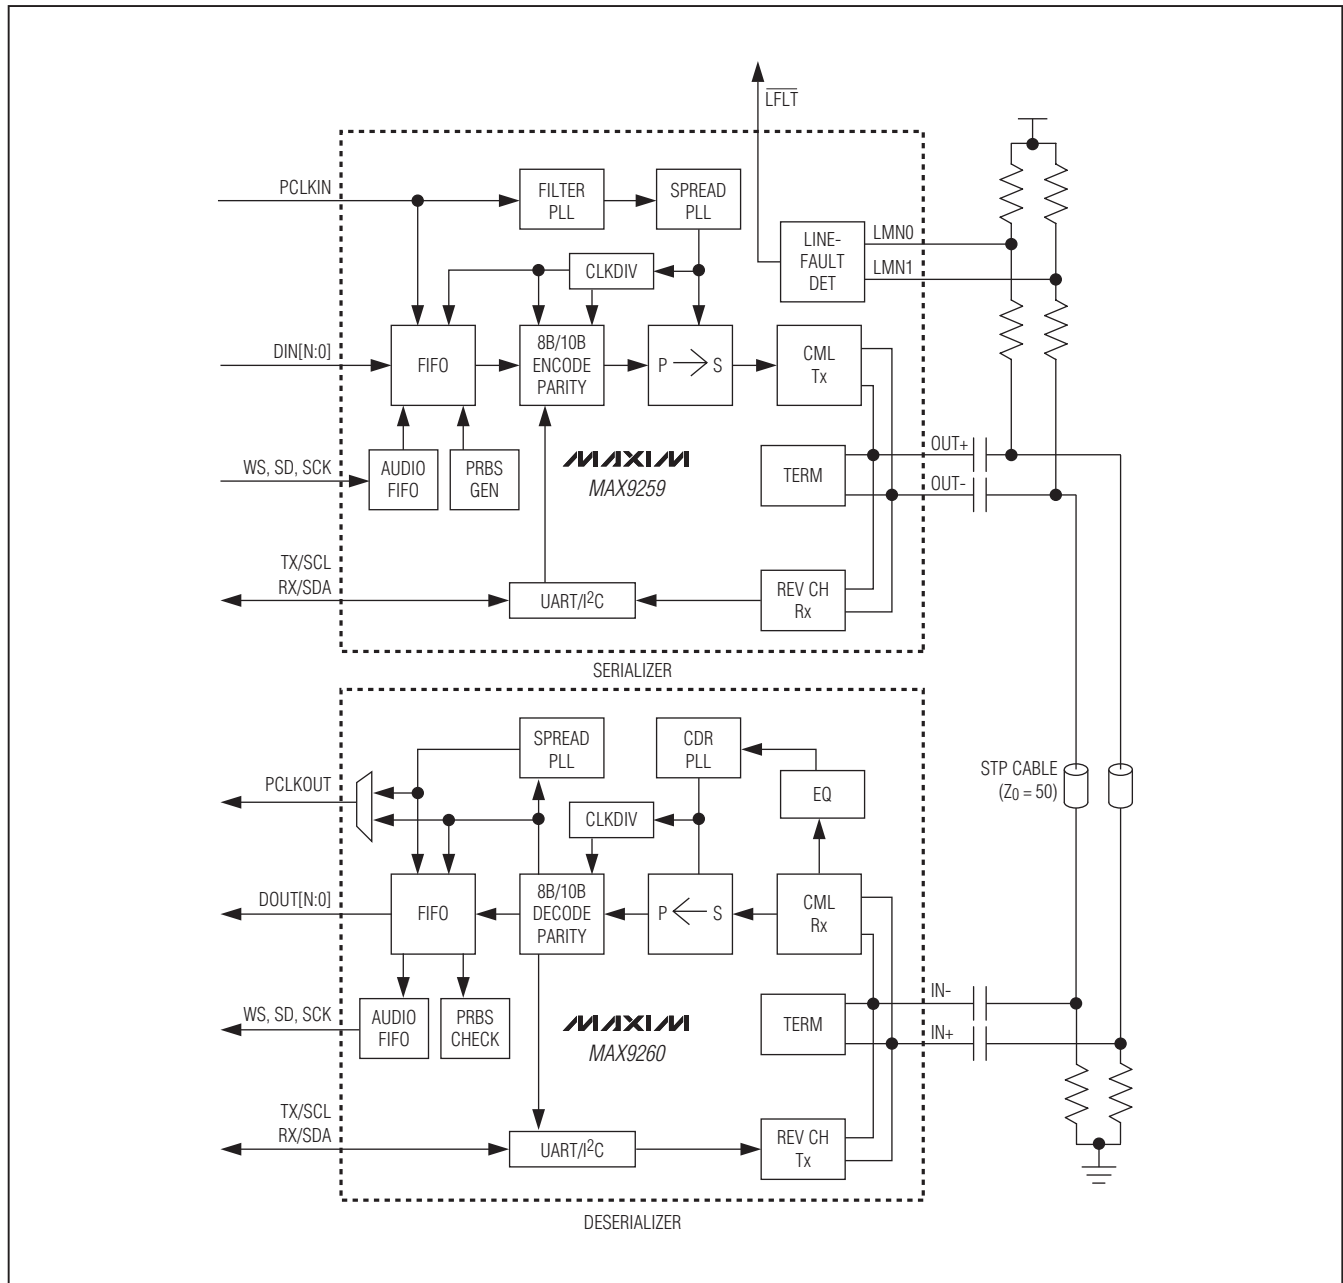 LFLT
PCLKIN
FILTER
PLL
SPREAD
PLL
LINE-
FAULT
DET
LMN0
LMN1
CLKDIV
DIN[N:0]
FIFO
8B/10B
ENCODE
PARITY
P S
CML
Tx
WS, SD, SCK
AUDIO
FIFO
PRBS
GEN
MAXIM
MAX9259
TERM
OUT+
OUT-
TX/SCL
RX/SDA
UART/I²C
REV CH
Rx
SERIALIZER
SPREAD
PLL
CDR
PLL
PCLKOUT
EQ
STP CABLE
(Z₀ = 50)
CLKDIV
DOUT[N:0]
FIFO
8B/10B
DECODE
PARITY
P S
CML
Rx
WS, SD, SCK
AUDIO
FIFO
PRBS
CHECK
MAXIM
MAX9260
TERM
IN-
IN+
TX/SCL
RX/SDA
UART/I²C
REV CH
Tx
DESERIALIZER